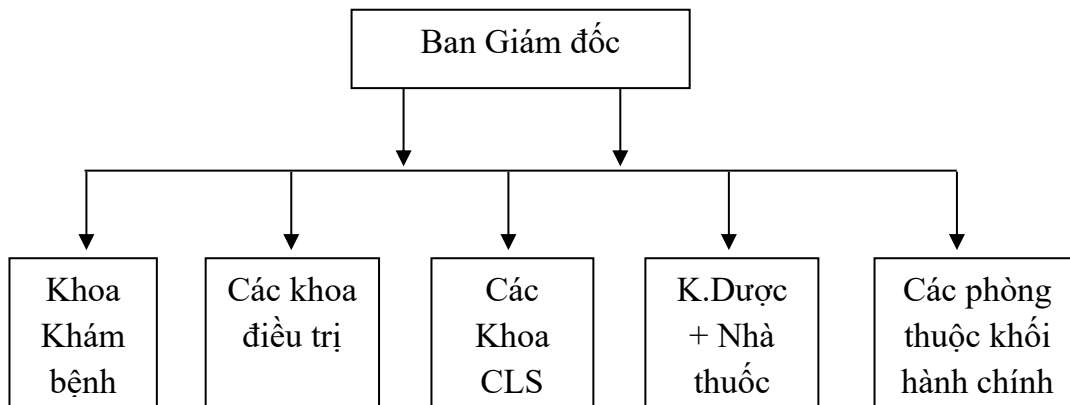 Ban Giám đốc
Khoa
Khám
bệnh
Các khoa
điều trị
Các
Khoa
CLS
K.Dược
+ Nhà
thuốc
Các phòng
thuộc khối
hành chính